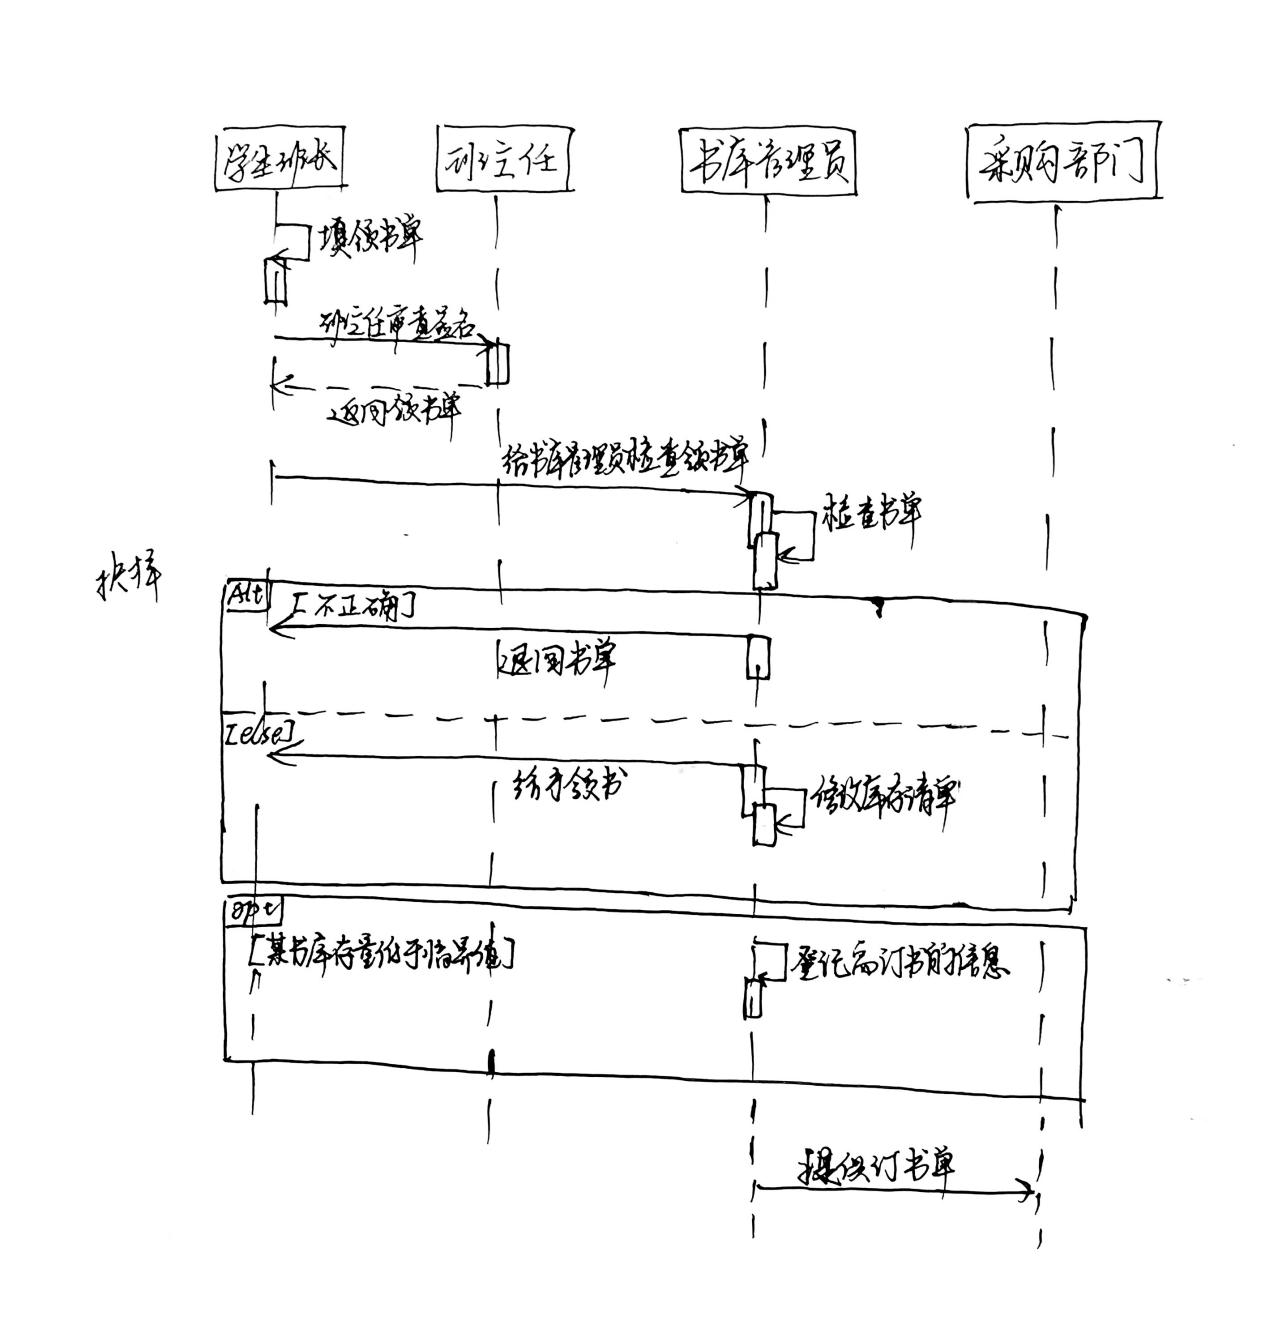 学生班长
班主任
书库管理员
采购部门
填领书单
班主任审查签名
返回领书单
给书库管理员检查领书单
检查书单
抉择
Alt
[不正确]
退回书单
[else]
给予领书
修改库存清单
opt
[某书库存量低于临界值]
登记需订书的信息
提供订书单